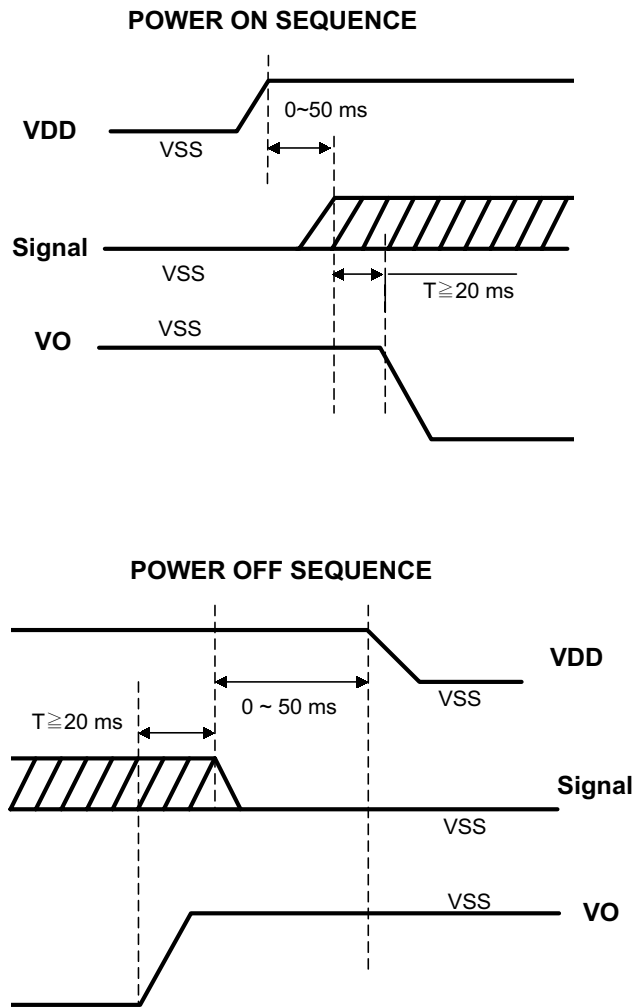 POWER ON SEQUENCE
0~50 ms
VDD
VSS
Signal
VSS
T≧20 ms
VSS
VO
POWER OFF SEQUENCE
VDD
VSS
T≧20 ms
0 ~ 50 ms
Signal
VSS
VSS
VO